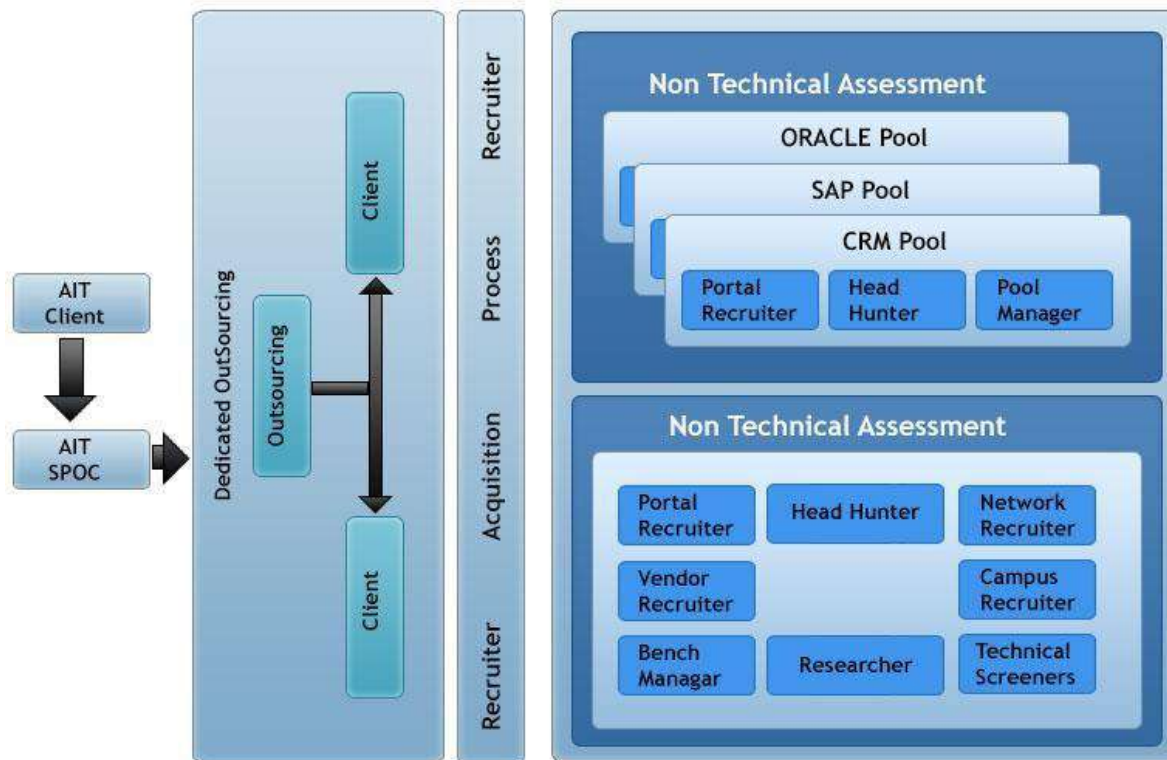 AIT
Client
AIT
SPOC
Dedicated OutSourcing
Outsourcing
Client
Client
Recruiter
Process
Acquisition
Recruiter
Non Technical Assessment
ORACLE Pool
SAP Pool
CRM Pool
Portal
Recruiter
Head
Hunter
Pool
Manager
Non Technical Assessment
Portal
Recruiter
Head Hunter
Network
Recruiter
Vendor
Recruiter
Campus
Recruiter
Bench
Managar
Researcher
Technical
Screeners